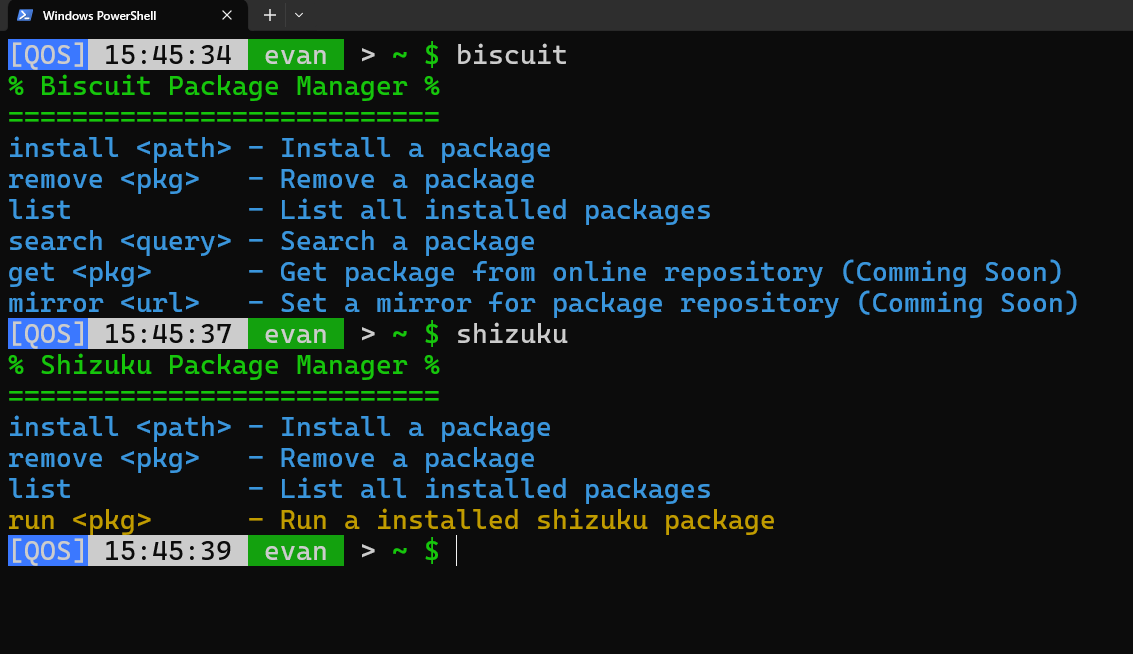 Windows PowerShell
[QOS] 15:45:34 evan > ~ $ biscuit
% Biscuit Package Manager %
===========================
install <path> - Install a package
remove <pkg>   - Remove a package
list           - List all installed packages
search <query> - Search a package
get <pkg>      - Get package from online repository (Comming Soon)
mirror <url>   - Set a mirror for package repository (Comming Soon)
[QOS] 15:45:37 evan > ~ $ shizuku
% Shizuku Package Manager %
===========================
install <path> - Install a package
remove <pkg>   - Remove a package
list           - List all installed packages
run <pkg>      - Run a installed shizuku package
[QOS] 15:45:39 evan > ~ $